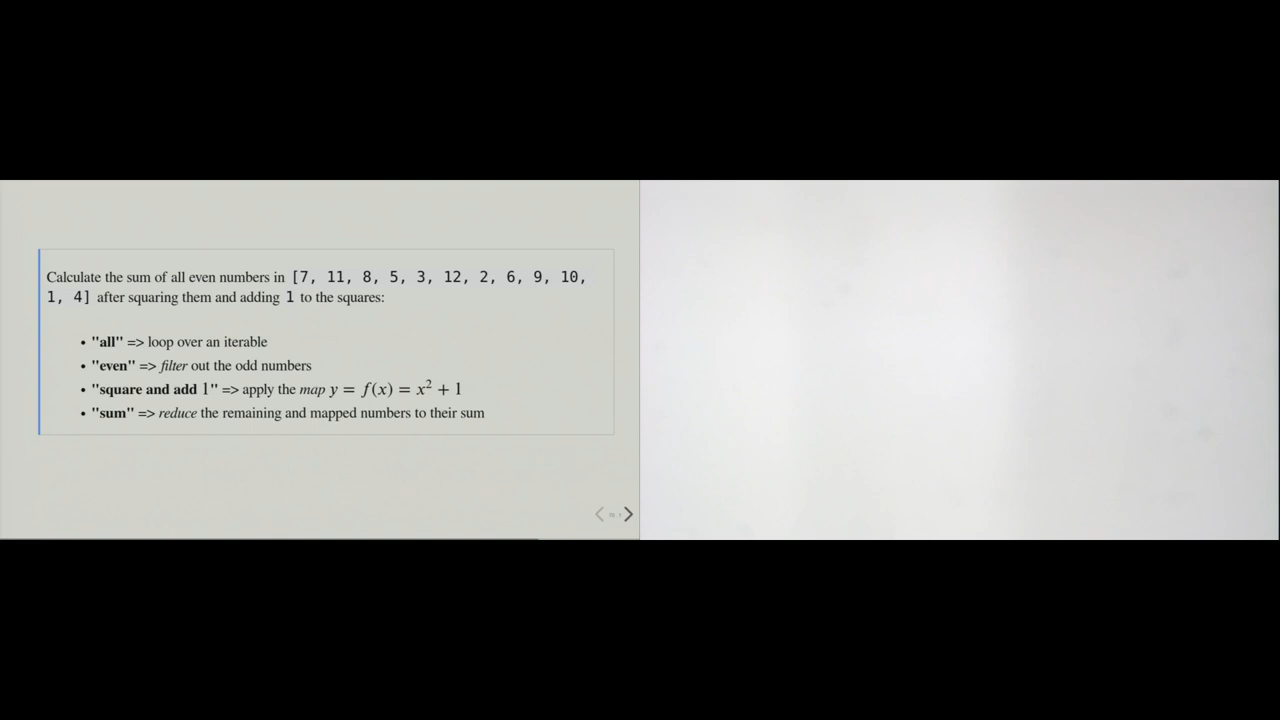 Calculate the sum of all even numbers in [7, 11, 8, 5, 3, 12, 2, 6, 9, 10,
1, 4] after squaring them and adding 1 to the squares:
• "all" => loop over an iterable
• "even" => filter out the odd numbers
• "square and add 1" => apply the map y = f(x) = x² + 1
• "sum" => reduce the remaining and mapped numbers to their sum